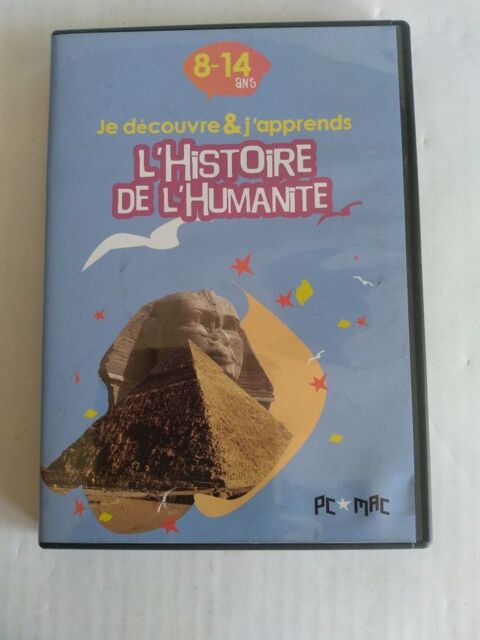 8-14
ans
Je découvre & j'apprends
L'HISTOIRE
DE L'HUMANITE
PC★MAC